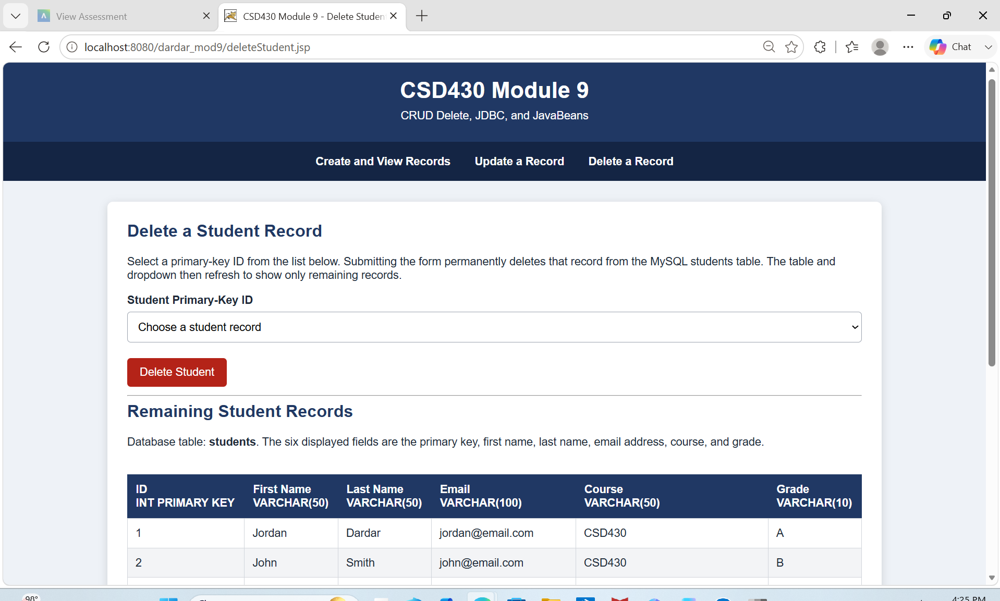 View Assessment
CSD430 Module 9 - Delete Studen
localhost:8080/dardar_mod9/deleteStudent.jsp
Chat
CSD430 Module 9
CRUD Delete, JDBC, and JavaBeans
Create and View Records Update a Record Delete a Record
Delete a Student Record
Select a primary-key ID from the list below. Submitting the form permanently deletes that record from the MySQL students table. The table and
dropdown then refresh to show only remaining records.
Student Primary-Key ID
Choose a student record
Delete Student
Remaining Student Records
Database table: students. The six displayed fields are the primary key, first name, last name, email address, course, and grade.
ID First Name Last Name Email Course Grade
INT PRIMARY KEY VARCHAR(50) VARCHAR(50) VARCHAR(100) VARCHAR(50) VARCHAR(10)
1 Jordan Dardar jordan@email.com CSD430 A
2 John Smith john@email.com CSD430 B
98°
4:25 PM